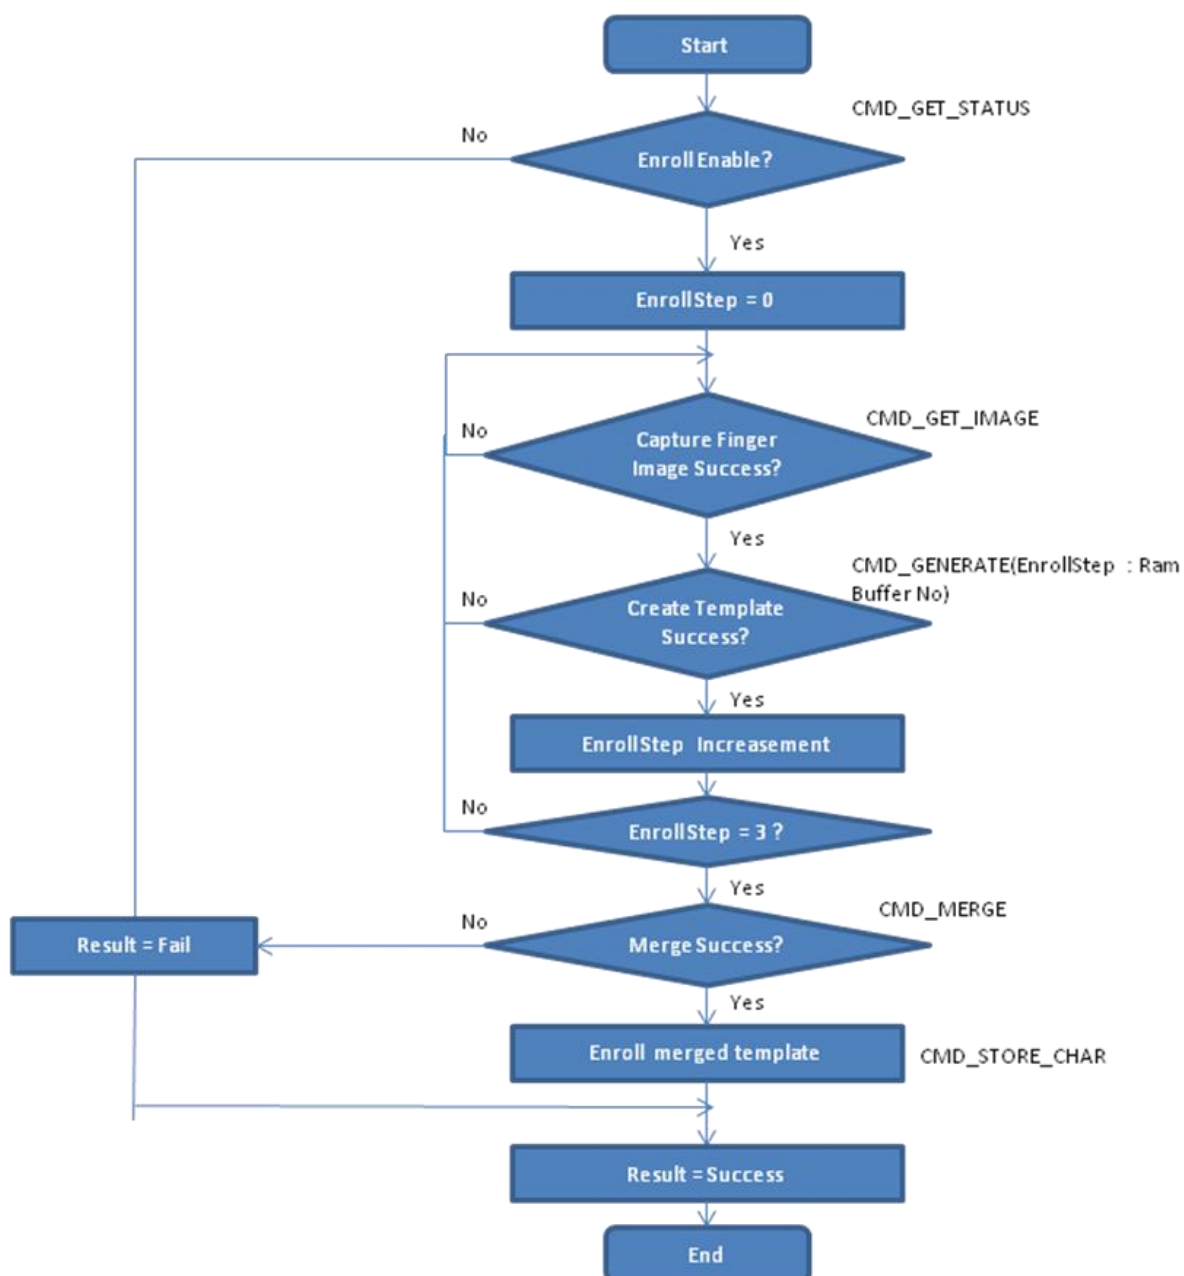 Start
CMD_GET_STATUS
No
Enroll Enable?
Yes
EnrollStep = 0
CMD_GET_IMAGE
No
Capture Finger
Image Success?
Yes
CMD_GENERATE(EnrollStep : Ram
Buffer No)
No
Create Template
Success?
Yes
EnrollStep Increasement
No
EnrollStep = 3 ?
Yes
CMD_MERGE
No
Result = Fail
Merge Success?
Yes
Enroll merged template
CMD_STORE_CHAR
Result = Success
End